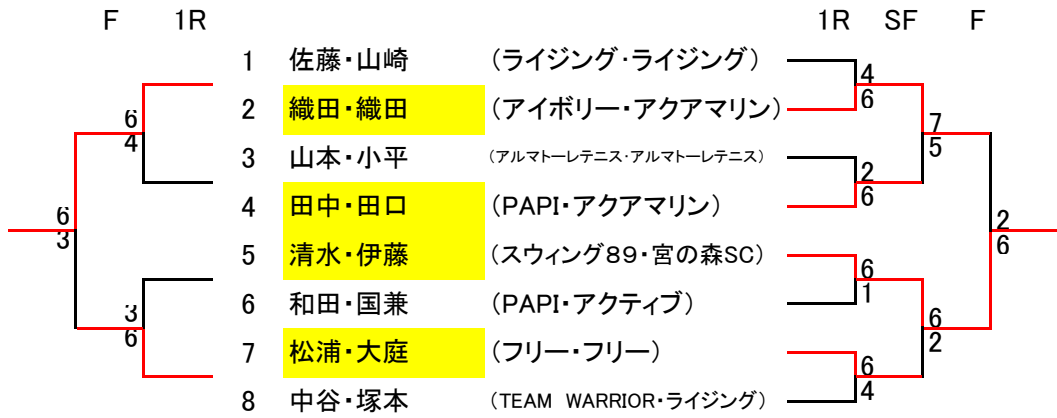 F 1R 1R SF F
1 佐藤・山崎 (ライジング・ライジング) 4
6 2 織田・織田 (アイボリー・アクアマリン) 6 7
4 3 山本・小平 (アルマトーレテニス・アルマトーレテニス) 2 5
6 4 田中・田口 (PAPI・アクアマリン) 6 2
3 5 清水・伊藤 (スウィング89・宮の森SC) 6 6
3 6 和田・国兼 (PAPI・アクティブ) 1 6
6 7 松浦・大庭 (フリー・フリー) 6 2
8 中谷・塚本 (TEAM WARRIOR・ライジング) 4